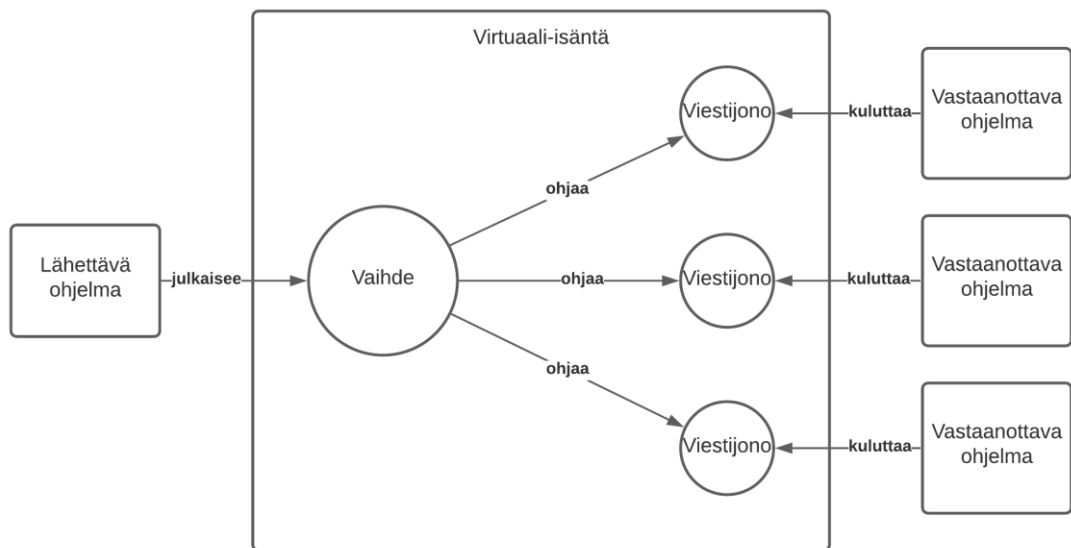 Virtuaali-isäntä
Lähettävä
ohjelma
julkaisee
Vaihde
ohjaa
Viestijono
kuluttaa
Vastaanottava
ohjelma
ohjaa
Viestijono
kuluttaa
Vastaanottava
ohjelma
ohjaa
Viestijono
kuluttaa
Vastaanottava
ohjelma